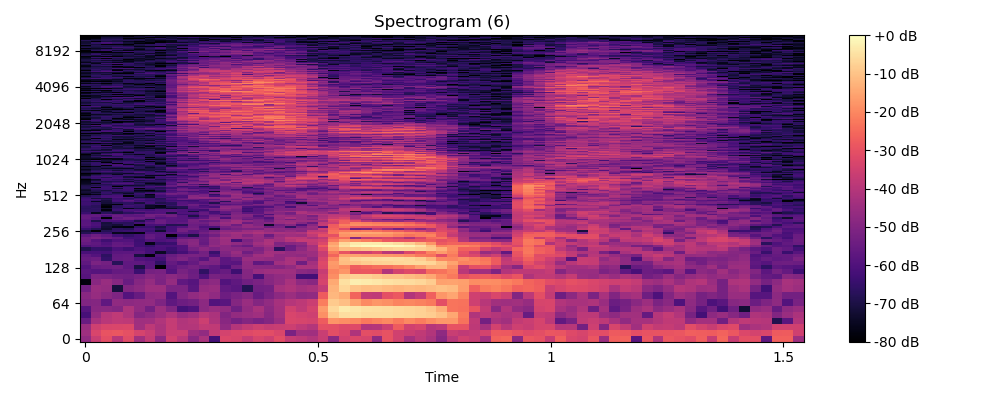 Spectrogram (6)
8192
4096
2048
1024
512
256
128
64
0
Hz
0
0.5
1
1.5
Time
+0 dB
-10 dB
-20 dB
-30 dB
-40 dB
-50 dB
-60 dB
-70 dB
-80 dB